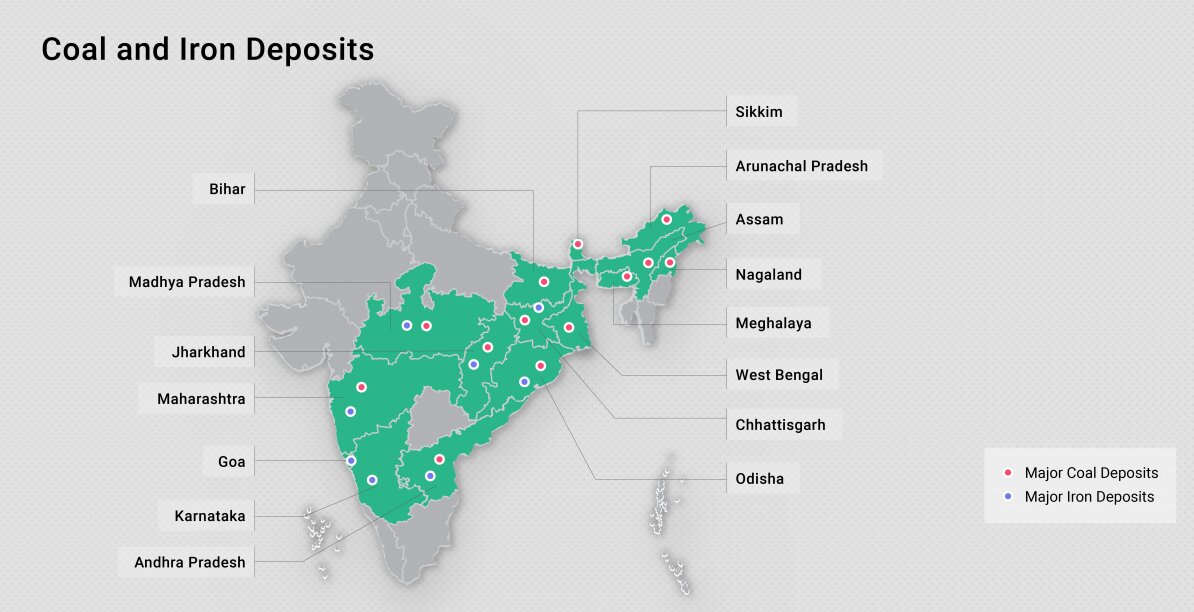 Coal and Iron Deposits
Sikkim
Arunachal Pradesh
Bihar
Assam
Nagaland
Madhya Pradesh
Meghalaya
Jharkhand
West Bengal
Maharashtra
Chhattisgarh
Goa
Odisha
Major Coal Deposits
Major Iron Deposits
Karnataka
Andhra Pradesh